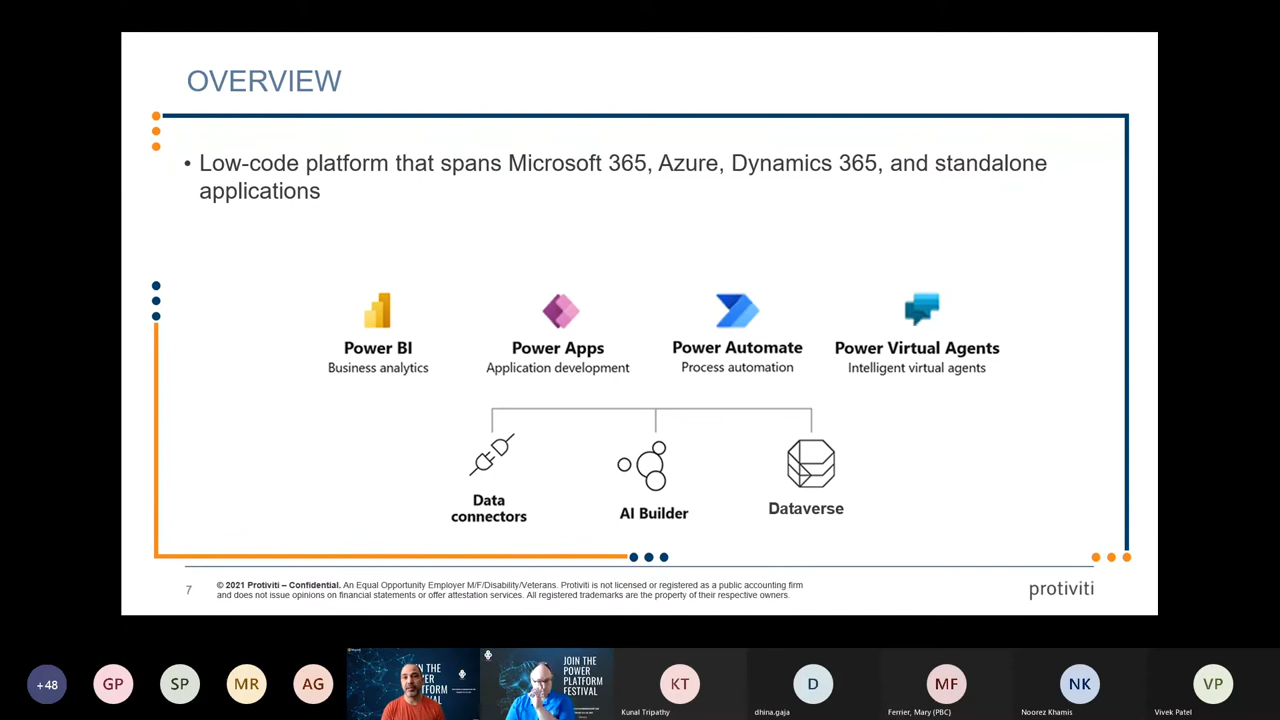 OVERVIEW
• Low-code platform that spans Microsoft 365, Azure, Dynamics 365, and standalone
applications
Power BI
Business analytics
Power Apps
Application development
Power Automate
Process automation
Power Virtual Agents
Intelligent virtual agents
Data
connectors
AI Builder
Dataverse
7
© 2021 Protiviti – Confidential. An Equal Opportunity Employer M/F/Disability/Veterans. Protiviti is not licensed or registered as a public accounting firm
and does not issue opinions on financial statements or offer attestation services. All registered trademarks are the property of their respective owners.
protiviti
+48
GP
SP
MR
AG
JOIN THE
POWER
PLATFORM
FESTIVAL
KT
Kunal Tripathy
D
dhina.gaja
MF
Ferrier, Mary (PBC)
NK
Noorez Khamis
VP
Vivek Patel